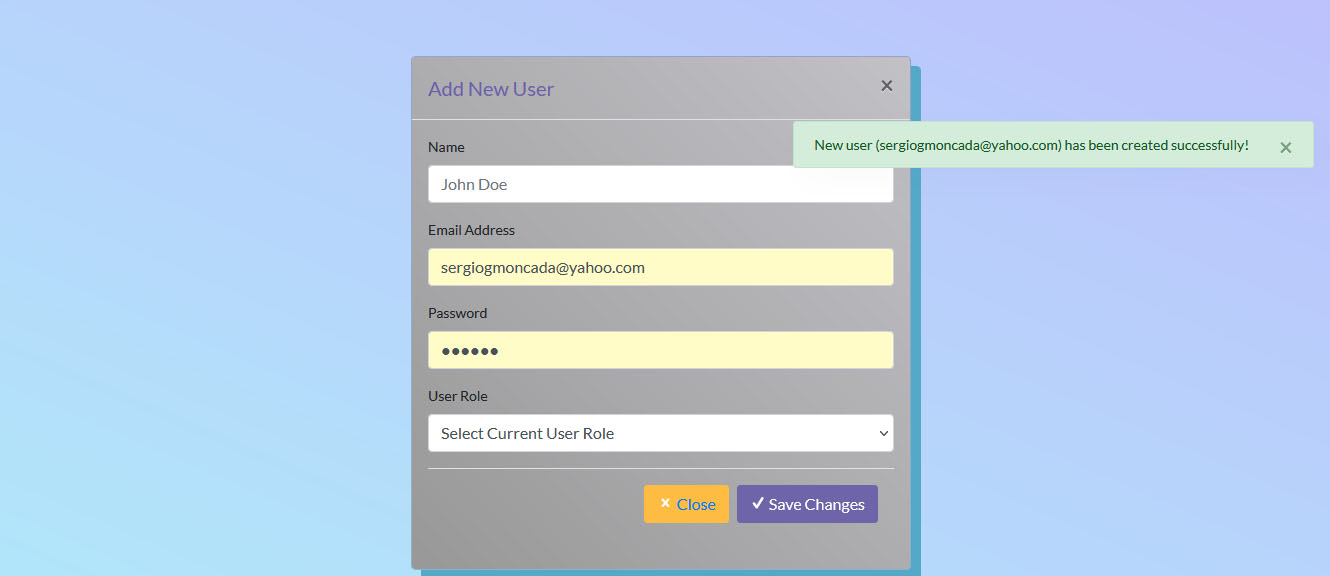 Add New User
×
Name
New user (sergiogmoncada@yahoo.com) has been created successfully!
×
John Doe
Email Address
sergiogmoncada@yahoo.com
Password
●●●●●●
User Role
Select Current User Role
× Close
✔ Save Changes